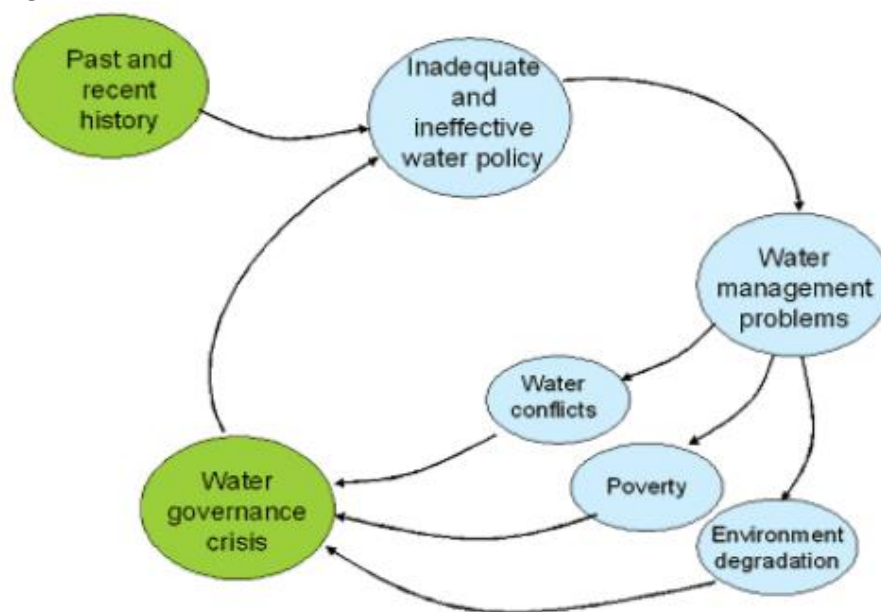 Past and
recent
history
Inadequate
and
ineffective
water policy
Water
management
problems
Water
conflicts
Poverty
Environment
degradation
Water
governance
crisis